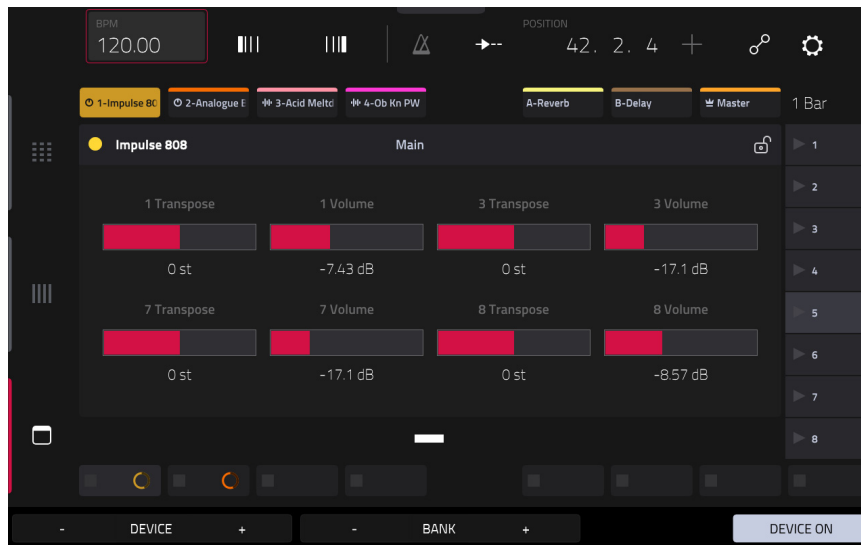 BPM
120.00
POSITION
42. 2. 4
1-Impulse 80
2-Analogue E
3-Acid Meltd
4-Ob Kn PW
A-Reverb
B-Delay
Master
1 Bar
Impulse 808
Main
1
2
3
4
5
6
7
8
1 Transpose
1 Volume
3 Transpose
3 Volume
0 st
-7.43 dB
0 st
-17.1 dB
7 Transpose
7 Volume
8 Transpose
8 Volume
0 st
-17.1 dB
0 st
-8.57 dB
- DEVICE +
- BANK +
DEVICE ON